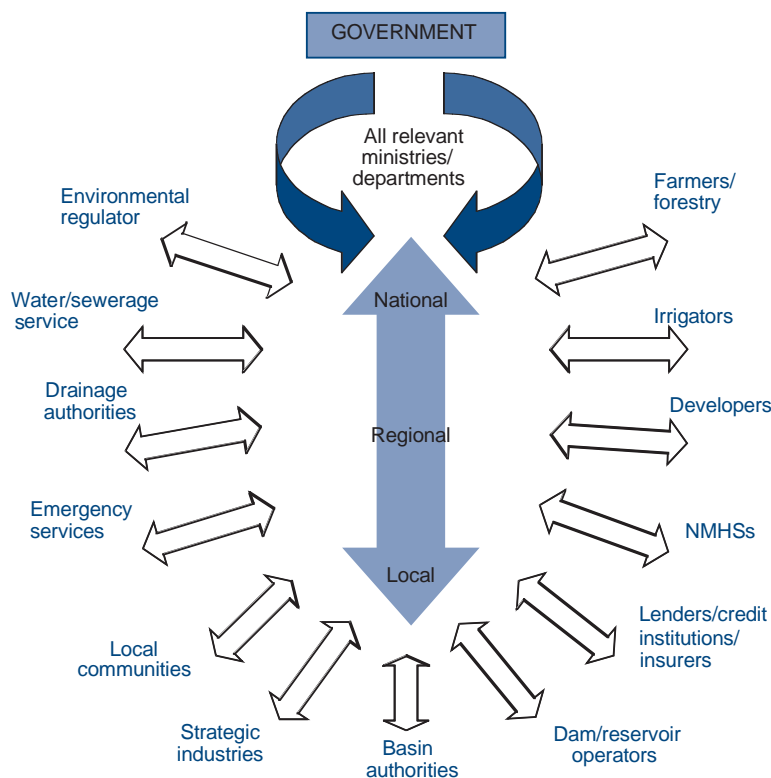 GOVERNMENT
All relevant
ministries/
departments
Environmental
regulator
Farmers/
forestry
Water/sewerage
service
National
Irrigators
Drainage
authorities
Developers
Regional
Emergency
services
NMHSs
Local
Local
communities
Lenders/credit
institutions/
insurers
Strategic
industries
Basin
authorities
Dam/reservoir
operators